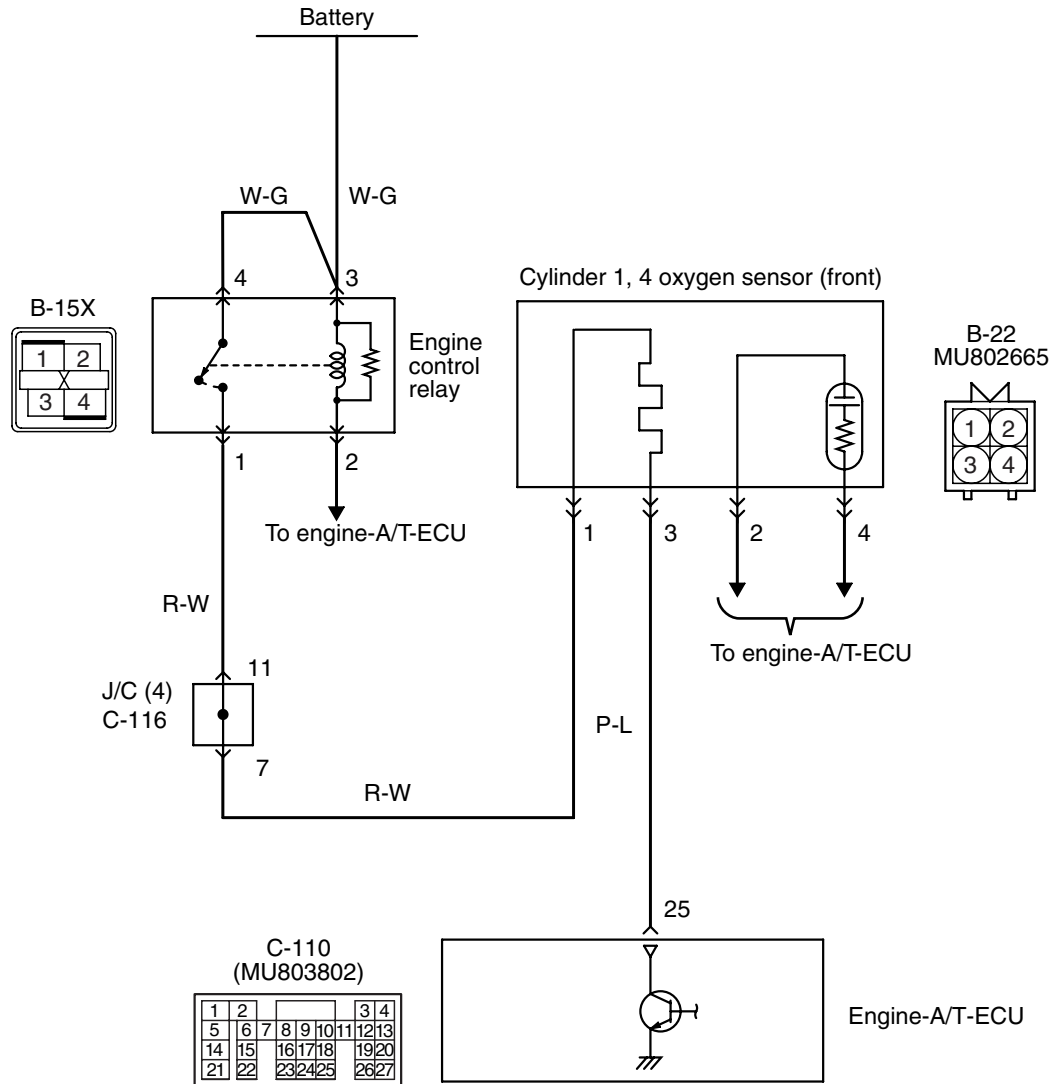 Battery
W-G
W-G
4
3
B-15X
1 2
3 4
Engine
control
relay
1
2
To engine-A/T-ECU
Cylinder 1, 4 oxygen sensor (front)
B-22
MU802665
1 2
3 4
1
3
2
4
To engine-A/T-ECU
R-W
11
J/C (4)
C-116
7
R-W
P-L
25
C-110
(MU803802)
1 2 3 4
5 6 7 8 9 10 11 12 13
14 15 16 17 18 19 20
21 22 23 24 25 26 27
Engine-A/T-ECU